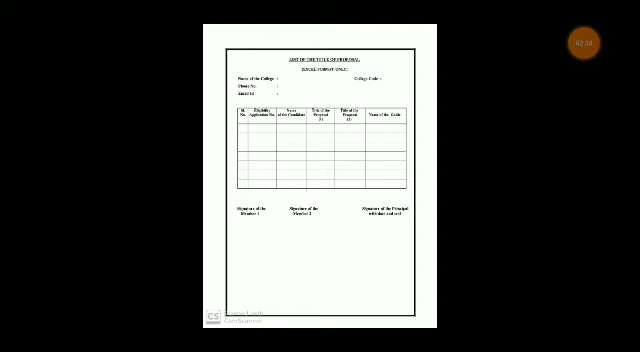 02:58
LIST OF THE TITLE OF PROPOSAL
(EXCEL FORMAT ONLY)
Name of the College :
College Code :
Phone No. :
Email Id :
Sl. No.
Eligibility Application No.
Name of the Candidate
Title of the Proposal (1)
Title of the Proposal (2)
Name of the Guide
Signature of the Member 1
Signature of the Member 2
Signature of the Principal with date and seal
CS
CamScanner